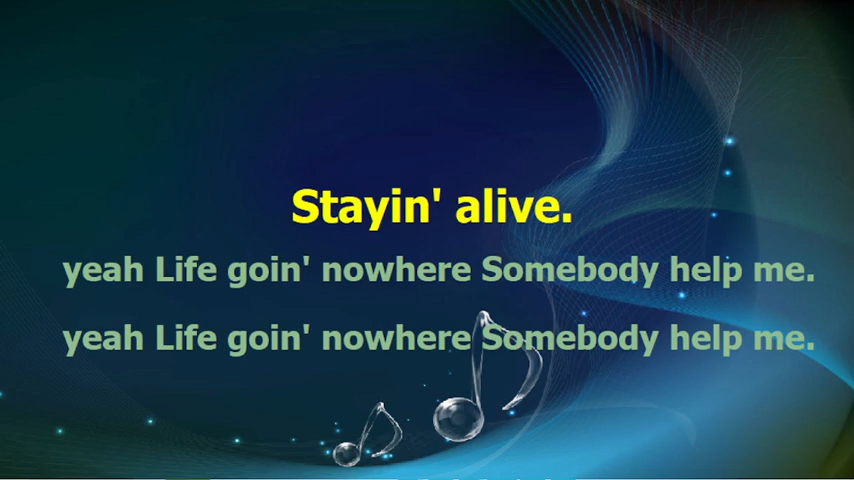 Stayin' alive.
yeah Life goin' nowhere Somebody help me.
yeah Life goin' nowhere Somebody help me.